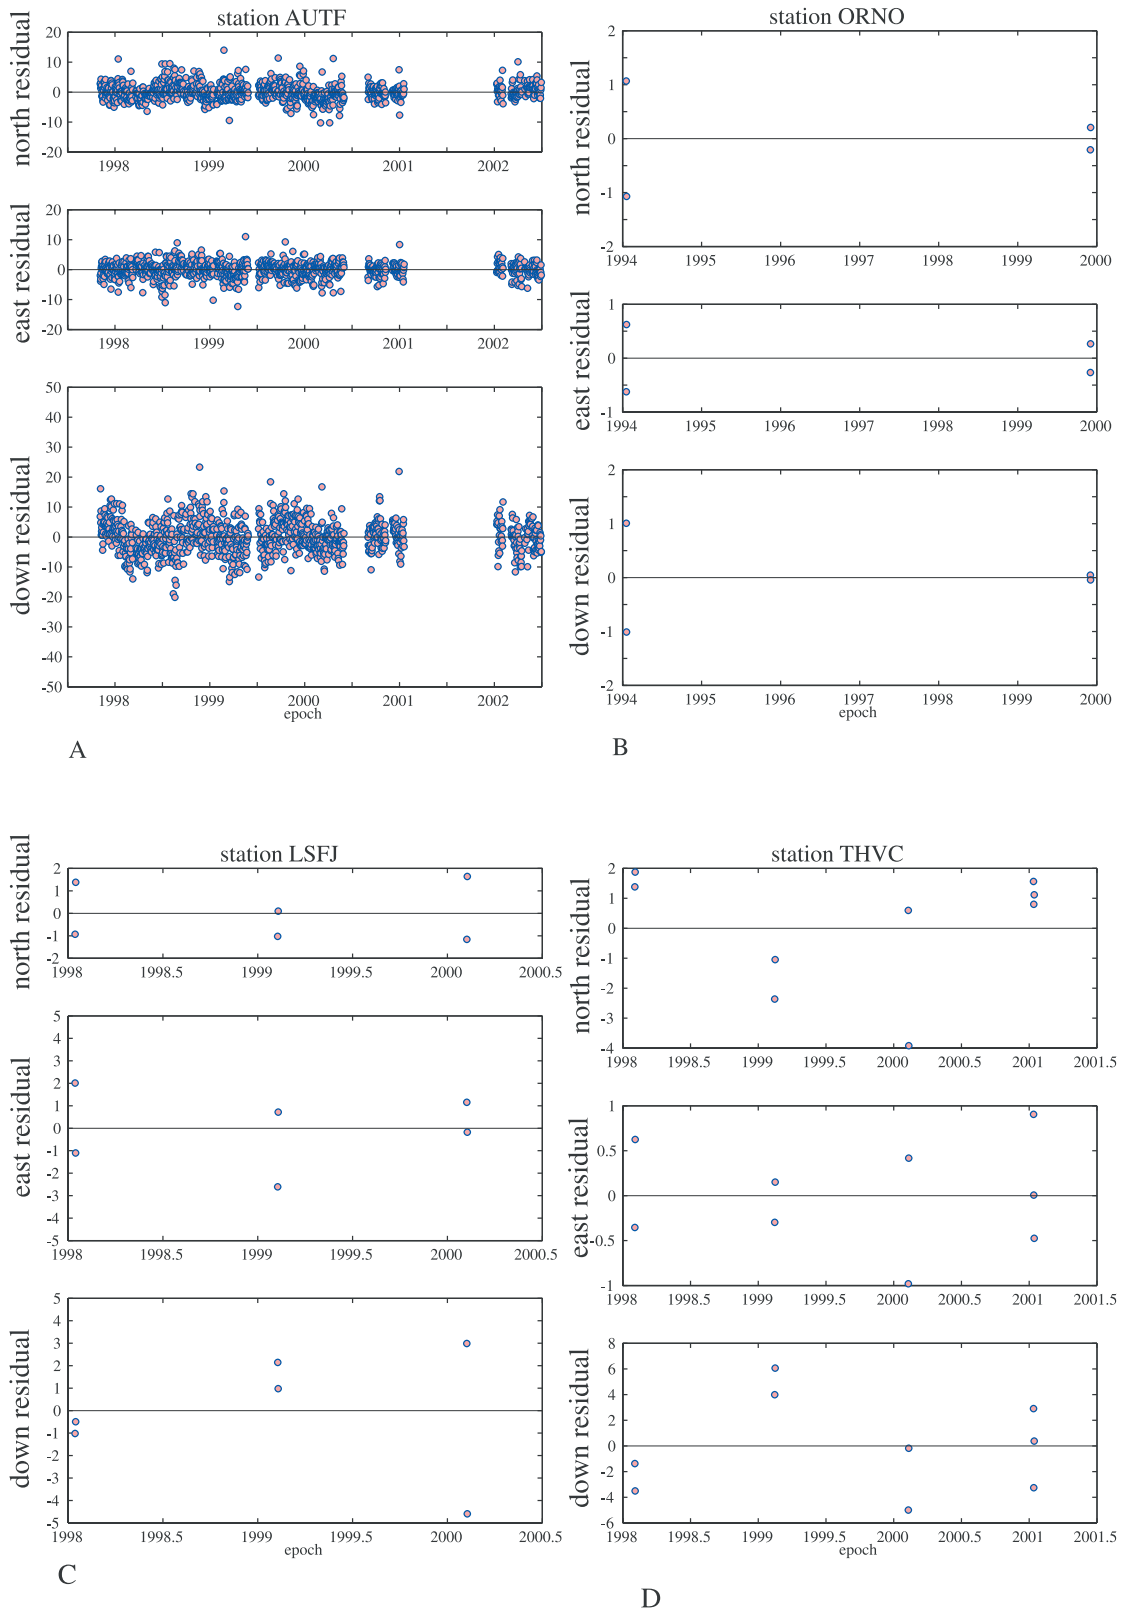 station AUTF
north residual
20
10
0
-10
-20
1998 1999 2000 2001 2002
east residual
20
10
0
-10
-20
1998 1999 2000 2001 2002
down residual
50
40
30
20
10
0
-10
-20
-30
-40
-50
1998 1999 2000 2001 2002
epoch
A
station ORNO
north residual
2
1
0
-1
-2
1994 1995 1996 1997 1998 1999 2000
east residual
1
0
-1
1994 1995 1996 1997 1998 1999 2000
down residual
2
1
0
-1
-2
1994 1995 1996 1997 1998 1999 2000
epoch
B
station LSFJ
north residual
2
1
0
-1
-2
1998 1998.5 1999 1999.5 2000 2000.5
east residual
5
4
3
2
1
0
-1
-2
-3
-4
-5
1998 1998.5 1999 1999.5 2000 2000.5
down residual
5
4
3
2
1
0
-1
-2
-3
-4
-5
1998 1998.5 1999 1999.5 2000 2000.5
epoch
C
station THVC
north residual
2
1
0
-1
-2
-3
-4
1998 1998.5 1999 1999.5 2000 2000.5 2001 2001.5
east residual
1
0.5
0
-0.5
-1
1998 1998.5 1999 1999.5 2000 2000.5 2001 2001.5
down residual
8
6
4
2
0
-2
-4
-6
1998 1998.5 1999 1999.5 2000 2000.5 2001 2001.5
epoch
D